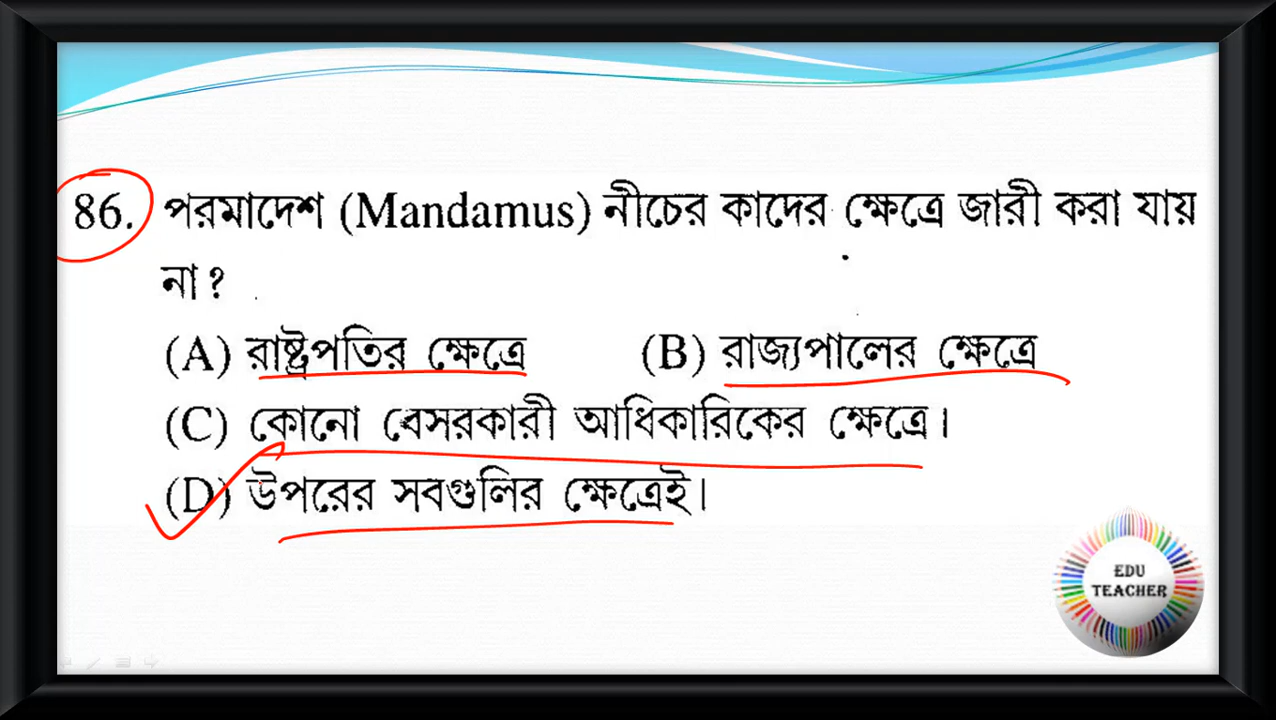 86. পরমাদেশ (Mandamus) নীচের কাদের ক্ষেত্রে জারী করা যায়
না?
(A) রাষ্ট্রপতির ক্ষেত্রে (B) রাজ্যপালের ক্ষেত্রে
(C) কোনো বেসরকারী আধিকারিকের ক্ষেত্রে।
(D) উপরের সবগুলির ক্ষেত্রেই।
EDU
TEACHER